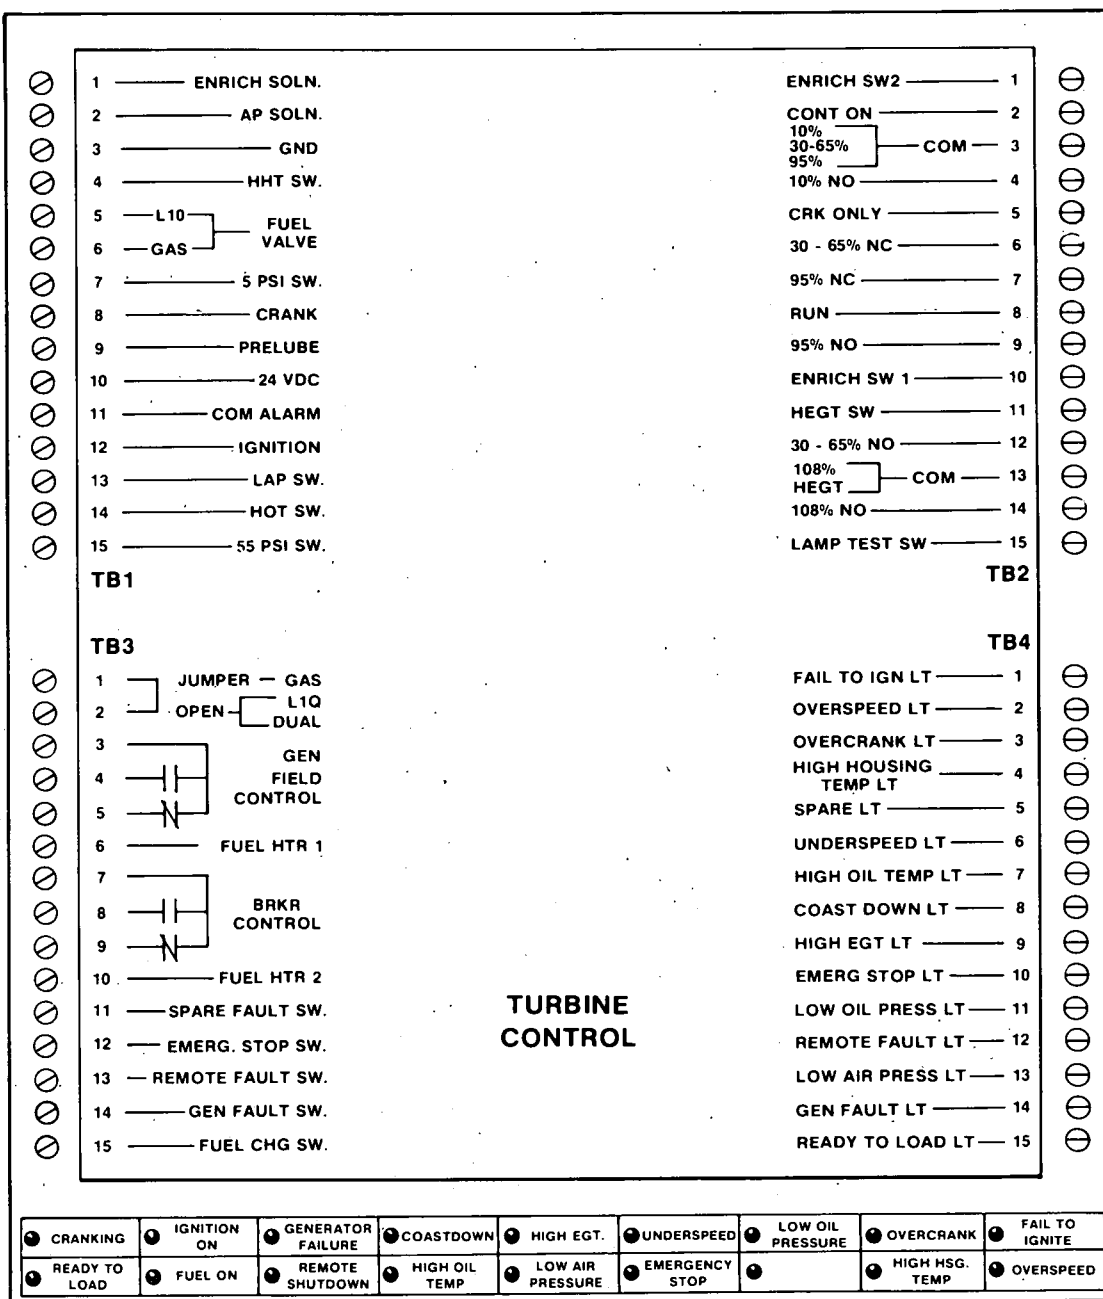 1 ENRICH SOLN.
2 AP SOLN.
3 GND
4 HHT SW.
5 L10
6 GAS
FUEL
VALVE
7 5 PSI SW.
8 CRANK
9 PRELUBE
10 24 VDC
11 COM ALARM
12 IGNITION
13 LAP SW.
14 HOT SW.
15 55 PSI SW.
TB1
ENRICH SW2 1
CONT ON 2
10%
30-65%
95%
COM 3
10% NO 4
CRK ONLY 5
30 - 65% NC 6
95% NC 7
RUN 8
95% NO 9
ENRICH SW 1 10
HEGT SW 11
30 - 65% NO 12
108%
HEGT
COM 13
108% NO 14
LAMP TEST SW 15
TB2
TB3
1 JUMPER — GAS
2 OPEN
L1Q
DUAL
3
4
5
GEN
FIELD
CONTROL
6 FUEL HTR 1
7
8
9
BRKR
CONTROL
10 FUEL HTR 2
11 SPARE FAULT SW.
12 EMERG. STOP SW.
13 REMOTE FAULT SW.
14 GEN FAULT SW.
15 FUEL CHG SW.
TB4
FAIL TO IGN LT 1
OVERSPEED LT 2
OVERCRANK LT 3
HIGH HOUSING
TEMP LT 4
SPARE LT 5
UNDERSPEED LT 6
HIGH OIL TEMP LT 7
COAST DOWN LT 8
HIGH EGT LT 9
EMERG STOP LT 10
LOW OIL PRESS LT 11
REMOTE FAULT LT 12
LOW AIR PRESS LT 13
GEN FAULT LT 14
READY TO LOAD LT 15
TURBINE
CONTROL
CRANKING
IGNITION
ON
GENERATOR
FAILURE
COASTDOWN
HIGH EGT.
UNDERSPEED
LOW OIL
PRESSURE
OVERCRANK
FAIL TO
IGNITE
READY TO
LOAD
FUEL ON
REMOTE
SHUTDOWN
HIGH OIL
TEMP
LOW AIR
PRESSURE
EMERGENCY
STOP
HIGH HSG.
TEMP
OVERSPEED